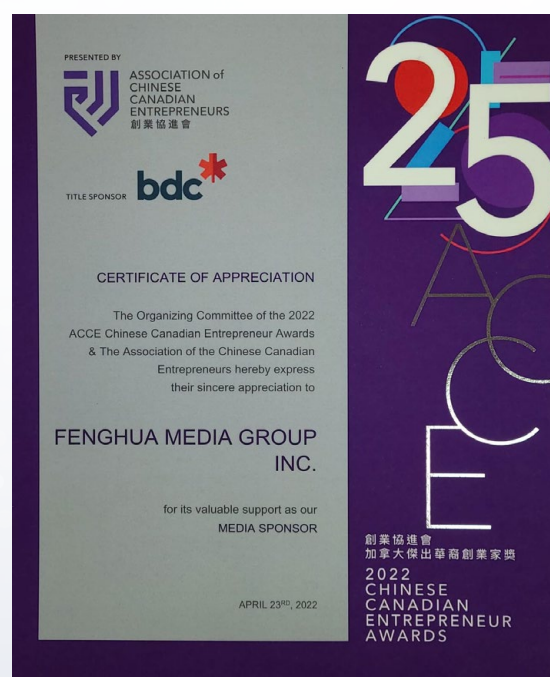 PRESENTED BY
ASSOCIATION of
CHINESE
CANADIAN
ENTREPRENEURS
創業協進會
TITLE SPONSOR
bdc*
CERTIFICATE OF APPRECIATION
The Organizing Committee of the 2022
ACCE Chinese Canadian Entrepreneur Awards
& The Association of the Chinese Canadian
Entrepreneurs hereby express
their sincere appreciation to
FENGHUA MEDIA GROUP
INC.
for its valuable support as our
MEDIA SPONSOR
APRIL 23RD, 2022
25
ACCE
創業協進會
加拿大傑出華裔創業家獎
2022
CHINESE
CANADIAN
ENTREPRENEUR
AWARDS